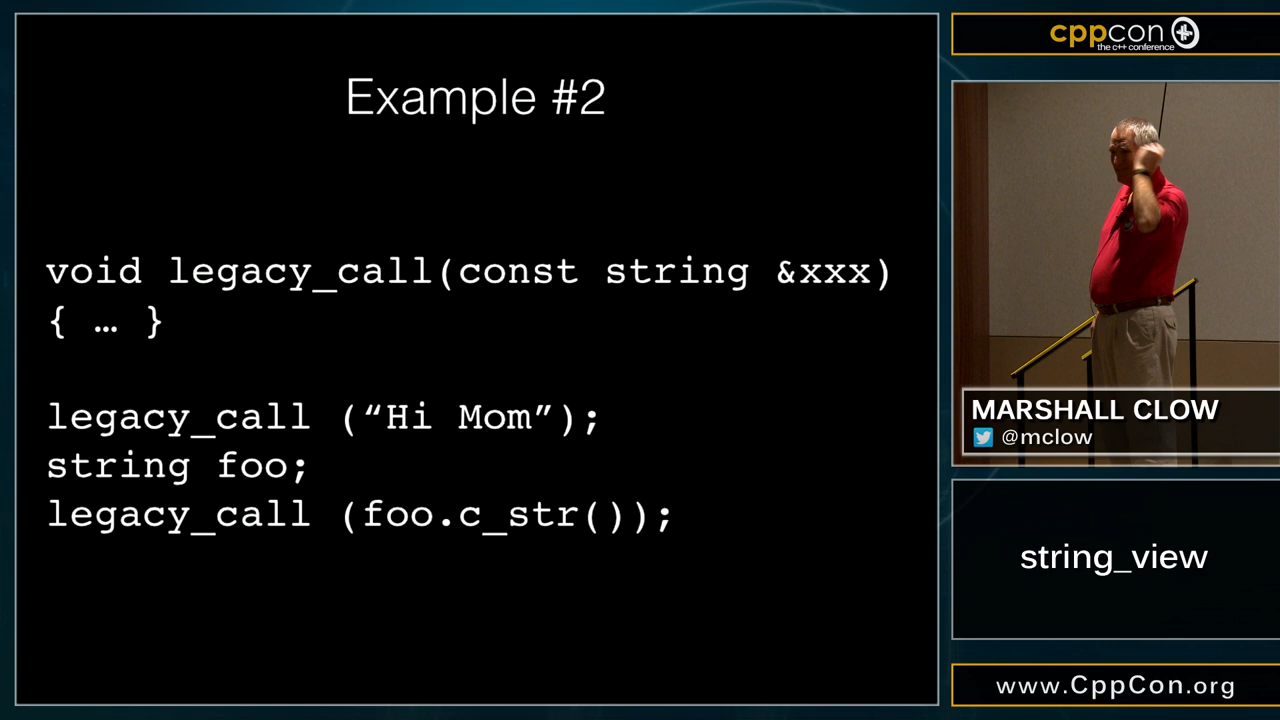 Example #2
void legacy_call(const string &xxx)
{ … }
legacy_call (“Hi Mom”);
string foo;
legacy_call (foo.c_str());
cppcon
the c++ conference
MARSHALL CLOW
@mclow
string_view
www.CppCon.org